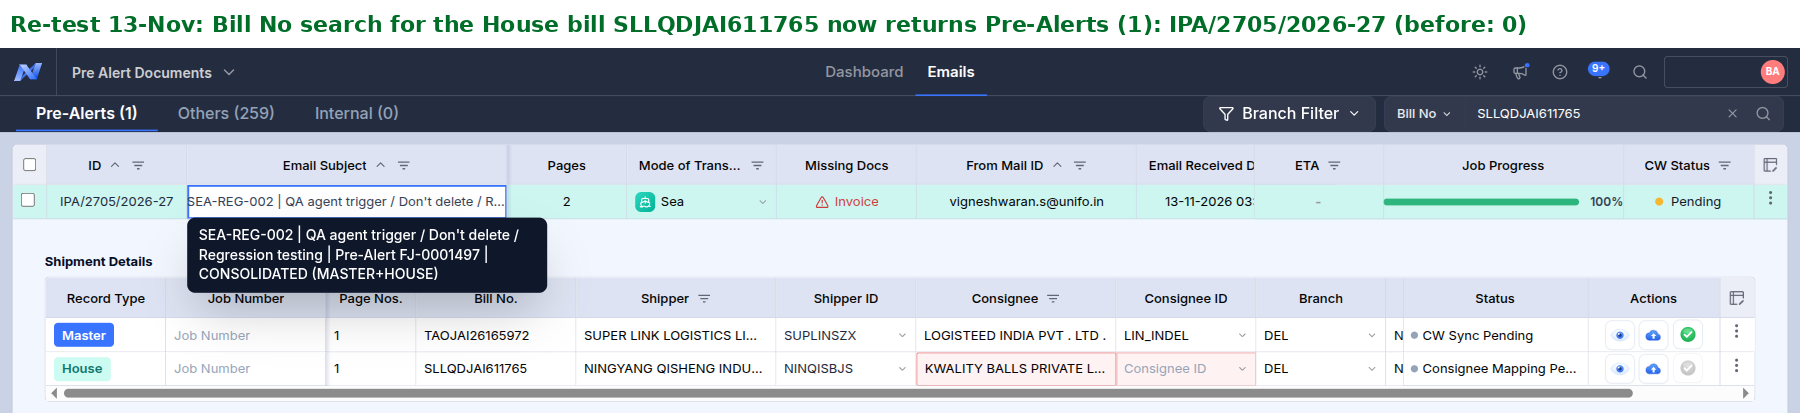 Re-test 13-Nov: Bill No search for the House bill SLLQDJAI611765 now returns Pre-Alerts (1): IPA/2705/2026-27 (before: 0)
Pre Alert Documents Dashboard Emails 9+ BA
Pre-Alerts (1) Others (259) Internal (0) Branch Filter Bill No SLLQDJAI611765
ID Email Subject Pages Mode of Trans... Missing Docs From Mail ID Email Received D ETA Job Progress CW Status
IPA/2705/2026-27 SEA-REG-002 | QA agent trigger / Don't delete / R... 2 Sea Invoice vigneshwaran.s@unifo.in 13-11-2026 03: - 100% Pending
SEA-REG-002 | QA agent trigger / Don't delete /
Regression testing | Pre-Alert FJ-0001497 |
CONSOLIDATED (MASTER+HOUSE)
Shipment Details
Record Type Job Number Page Nos. Bill No. Shipper Shipper ID Consignee Consignee ID Branch Status Actions
Master Job Number 1 TAOJAI26165972 SUPER LINK LOGISTICS LI... SUPLINSZX LOGISTEED INDIA PVT . LTD . LIN_INDEL DEL N CW Sync Pending
House Job Number 1 SLLQDJAI611765 NINGYANG QISHENG INDU... NINQISBJS KWALITY BALLS PRIVATE L... Consignee ID DEL N Consignee Mapping Pe...